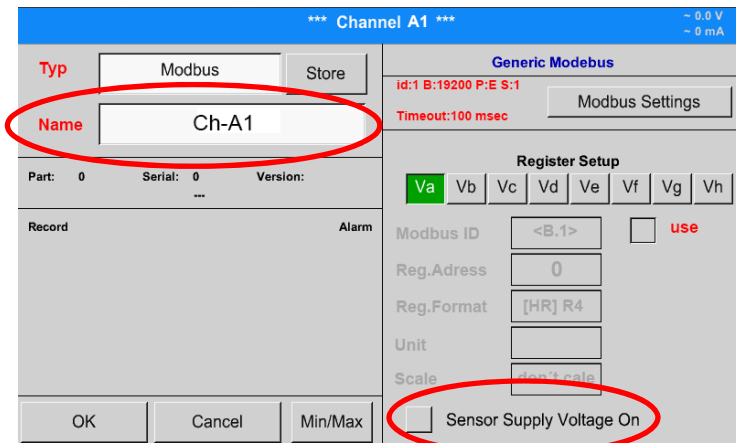 *** Channel A1 ***
~ 0.0 V
~ 0 mA
Typ
Modbus
Store
Name
Ch-A1
Part: 0 Serial: 0 Version:
---
Record
Alarm
OK
Cancel
Min/Max
Generic Modebus
id:1 B:19200 P:E S:1
Timeout:100 msec
Modbus Settings
Register Setup
Va Vb Vc Vd Ve Vf Vg Vh
Modbus ID
<B.1>
use
Reg.Adress
0
Reg.Format
[HR] R4
Unit
Scale
don´t cale
Sensor Supply Voltage On